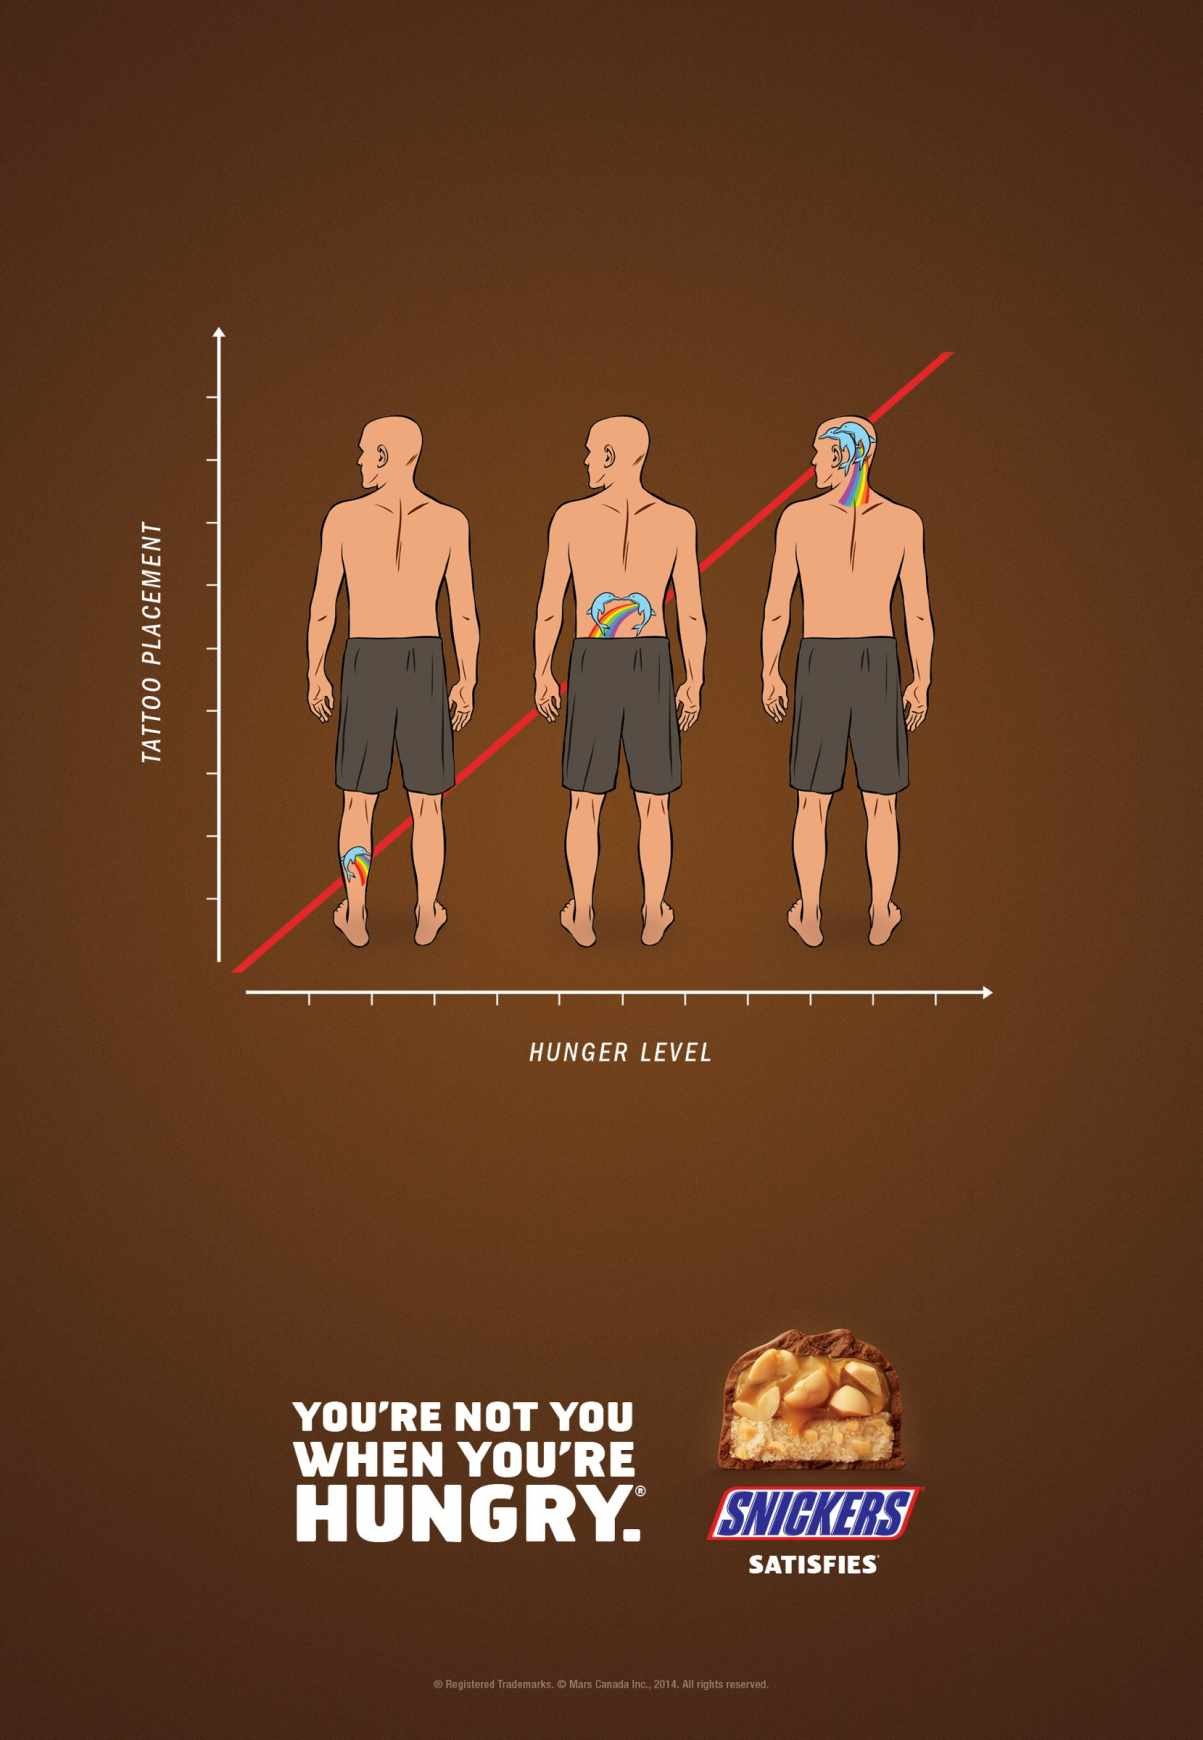 TATTOO PLACEMENT
HUNGER LEVEL
YOU'RE NOT YOU
WHEN YOU'RE
HUNGRY.®
SNICKERS
SATISFIES
® Registered Trademarks. © Mars Canada Inc., 2014. All rights reserved.